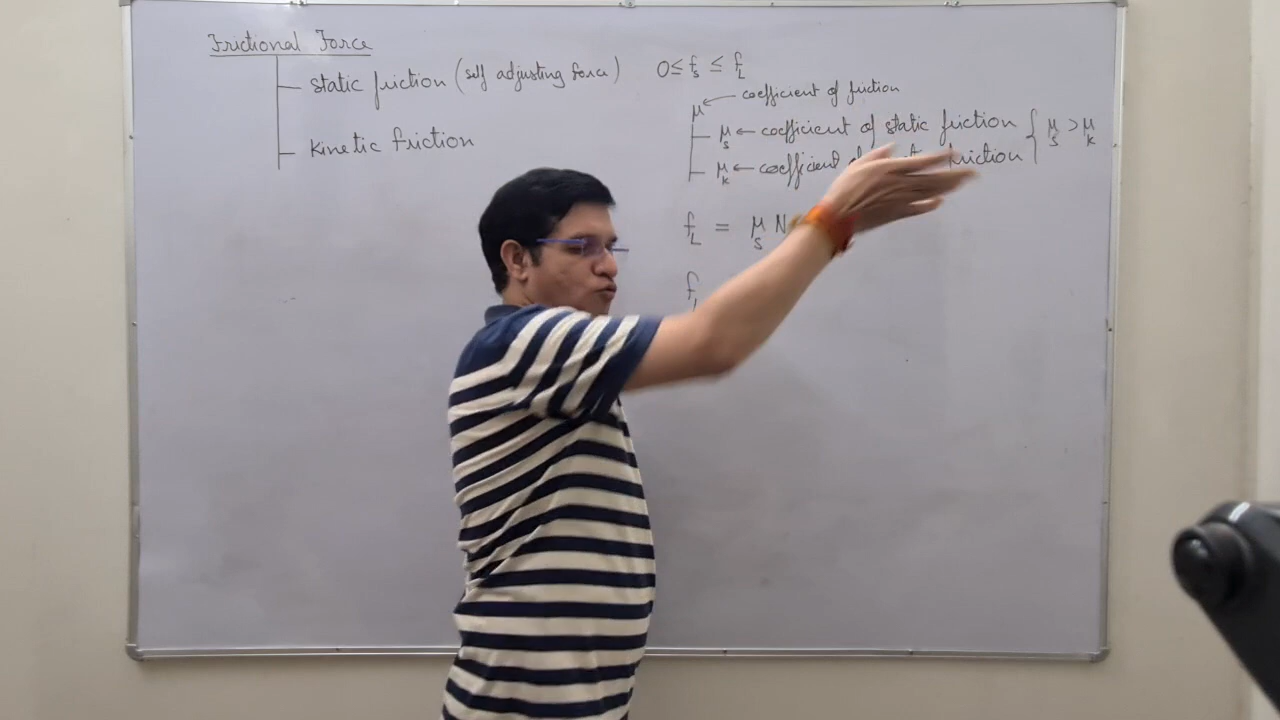 Frictional Force
static friction (self adjusting force) 0 ≤ fs ≤ fL
kinetic friction
μ ← coefficient of friction
μs ← coefficient of static friction
μk ← coefficient friction
μs > μk
fL = μs N
f